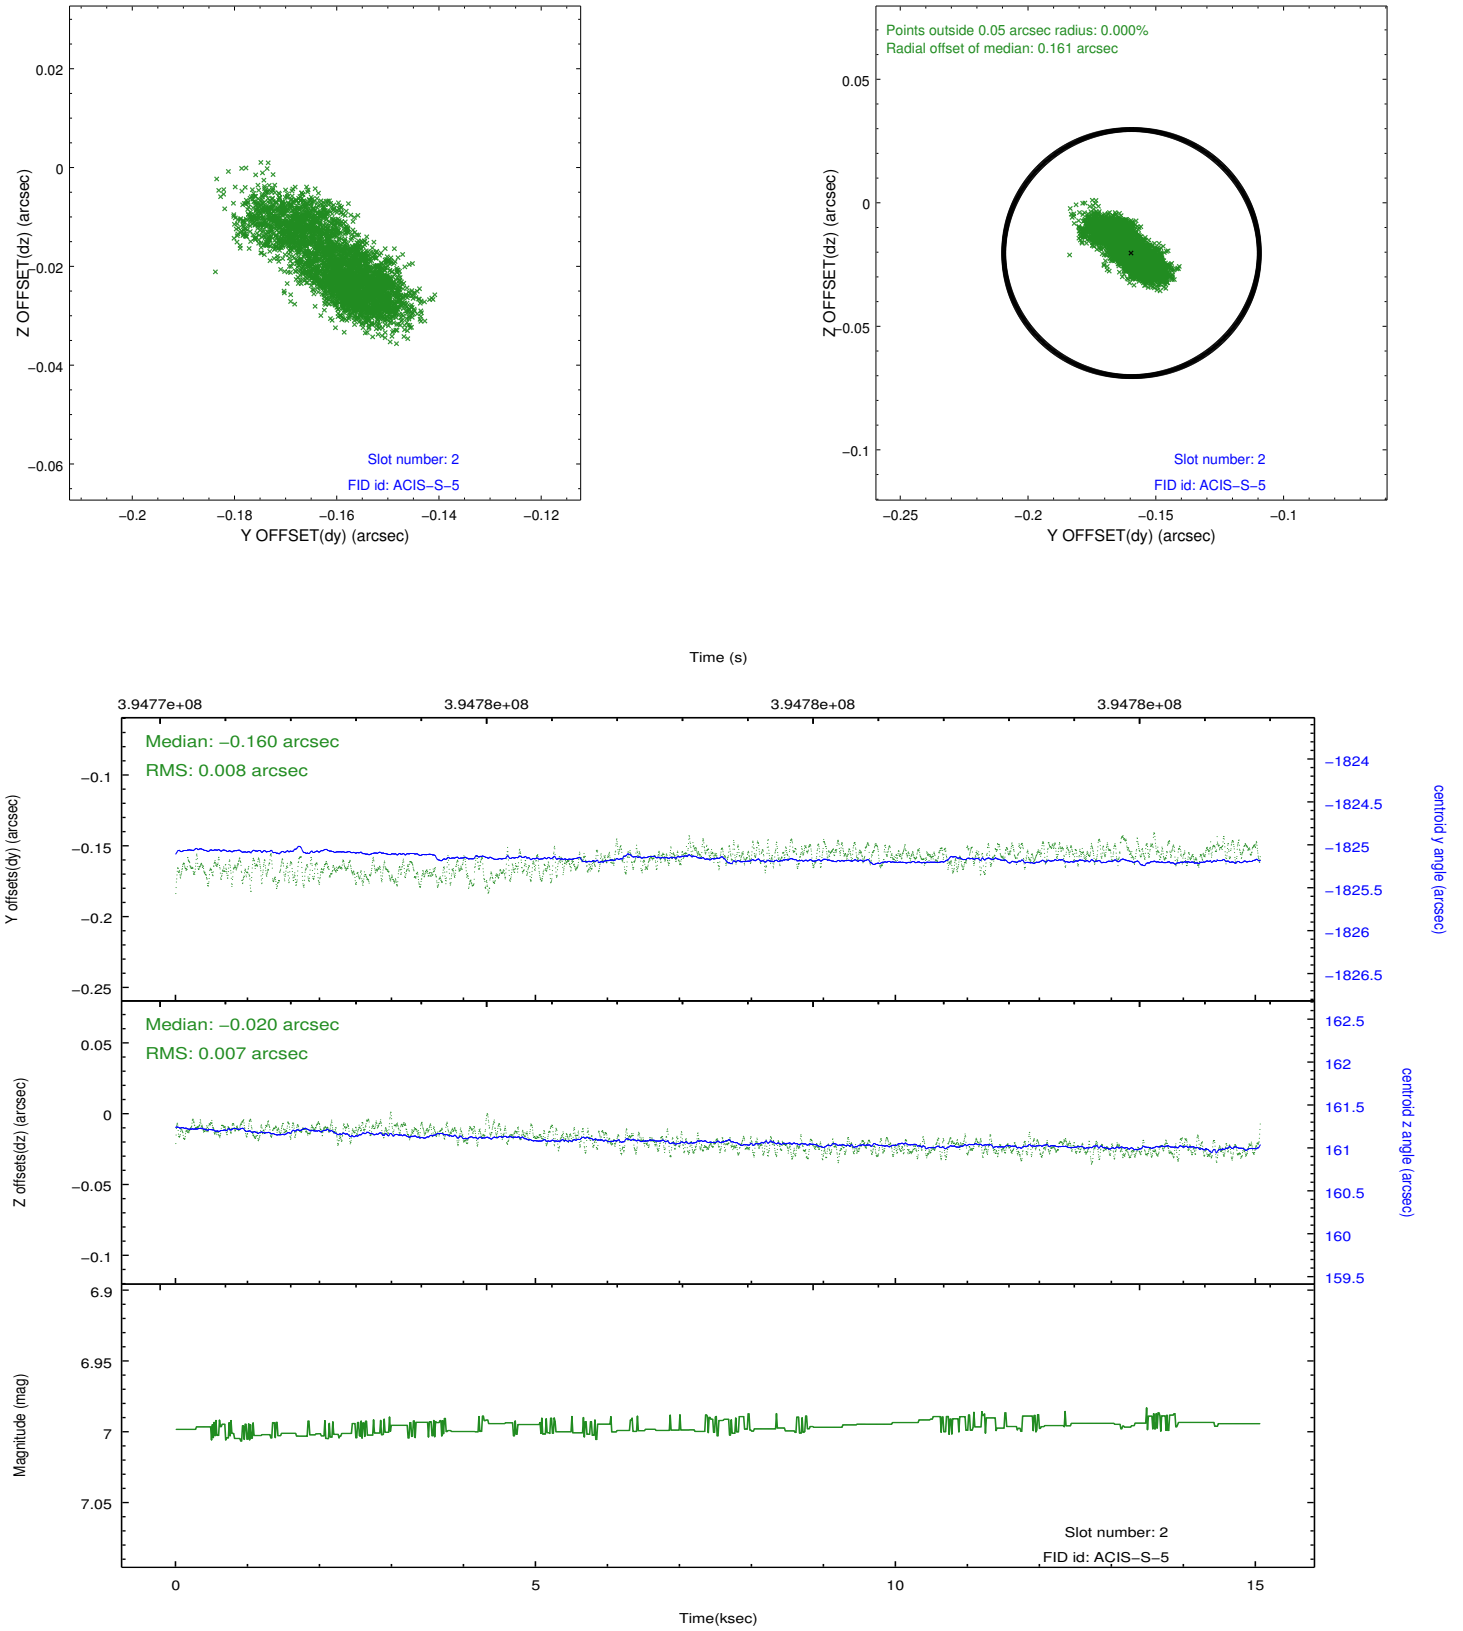 0.02
0
−0.02
−0.04
−0.06
Z OFFSET(dz) (arcsec)
Slot number: 2
FID id: ACIS−S−5
−0.2
−0.18
−0.16
−0.14
−0.12
Y OFFSET(dy) (arcsec)
Points outside 0.05 arcsec radius: 0.000%
Radial offset of median: 0.161 arcsec
0.05
0
−0.05
−0.1
Z OFFSET(dz) (arcsec)
Slot number: 2
FID id: ACIS−S−5
−0.25
−0.2
−0.15
−0.1
Y OFFSET(dy) (arcsec)
Time (s)
3.9477e+08
3.9478e+08
3.9478e+08
3.9478e+08
Median: −0.160 arcsec
RMS: 0.008 arcsec
−0.1
−0.15
−0.2
−0.25
Y offsets(dy) (arcsec)
−1824
−1824.5
−1825
−1825.5
−1826
−1826.5
centroid y angle (arcsec)
Median: −0.020 arcsec
RMS: 0.007 arcsec
0.05
0
−0.05
−0.1
Z offsets(dz) (arcsec)
162.5
162
161.5
161
160.5
160
159.5
centroid z angle (arcsec)
6.9
6.95
7
7.05
Magnitude (mag)
Slot number: 2
FID id: ACIS−S−5
0
5
10
15
Time(ksec)